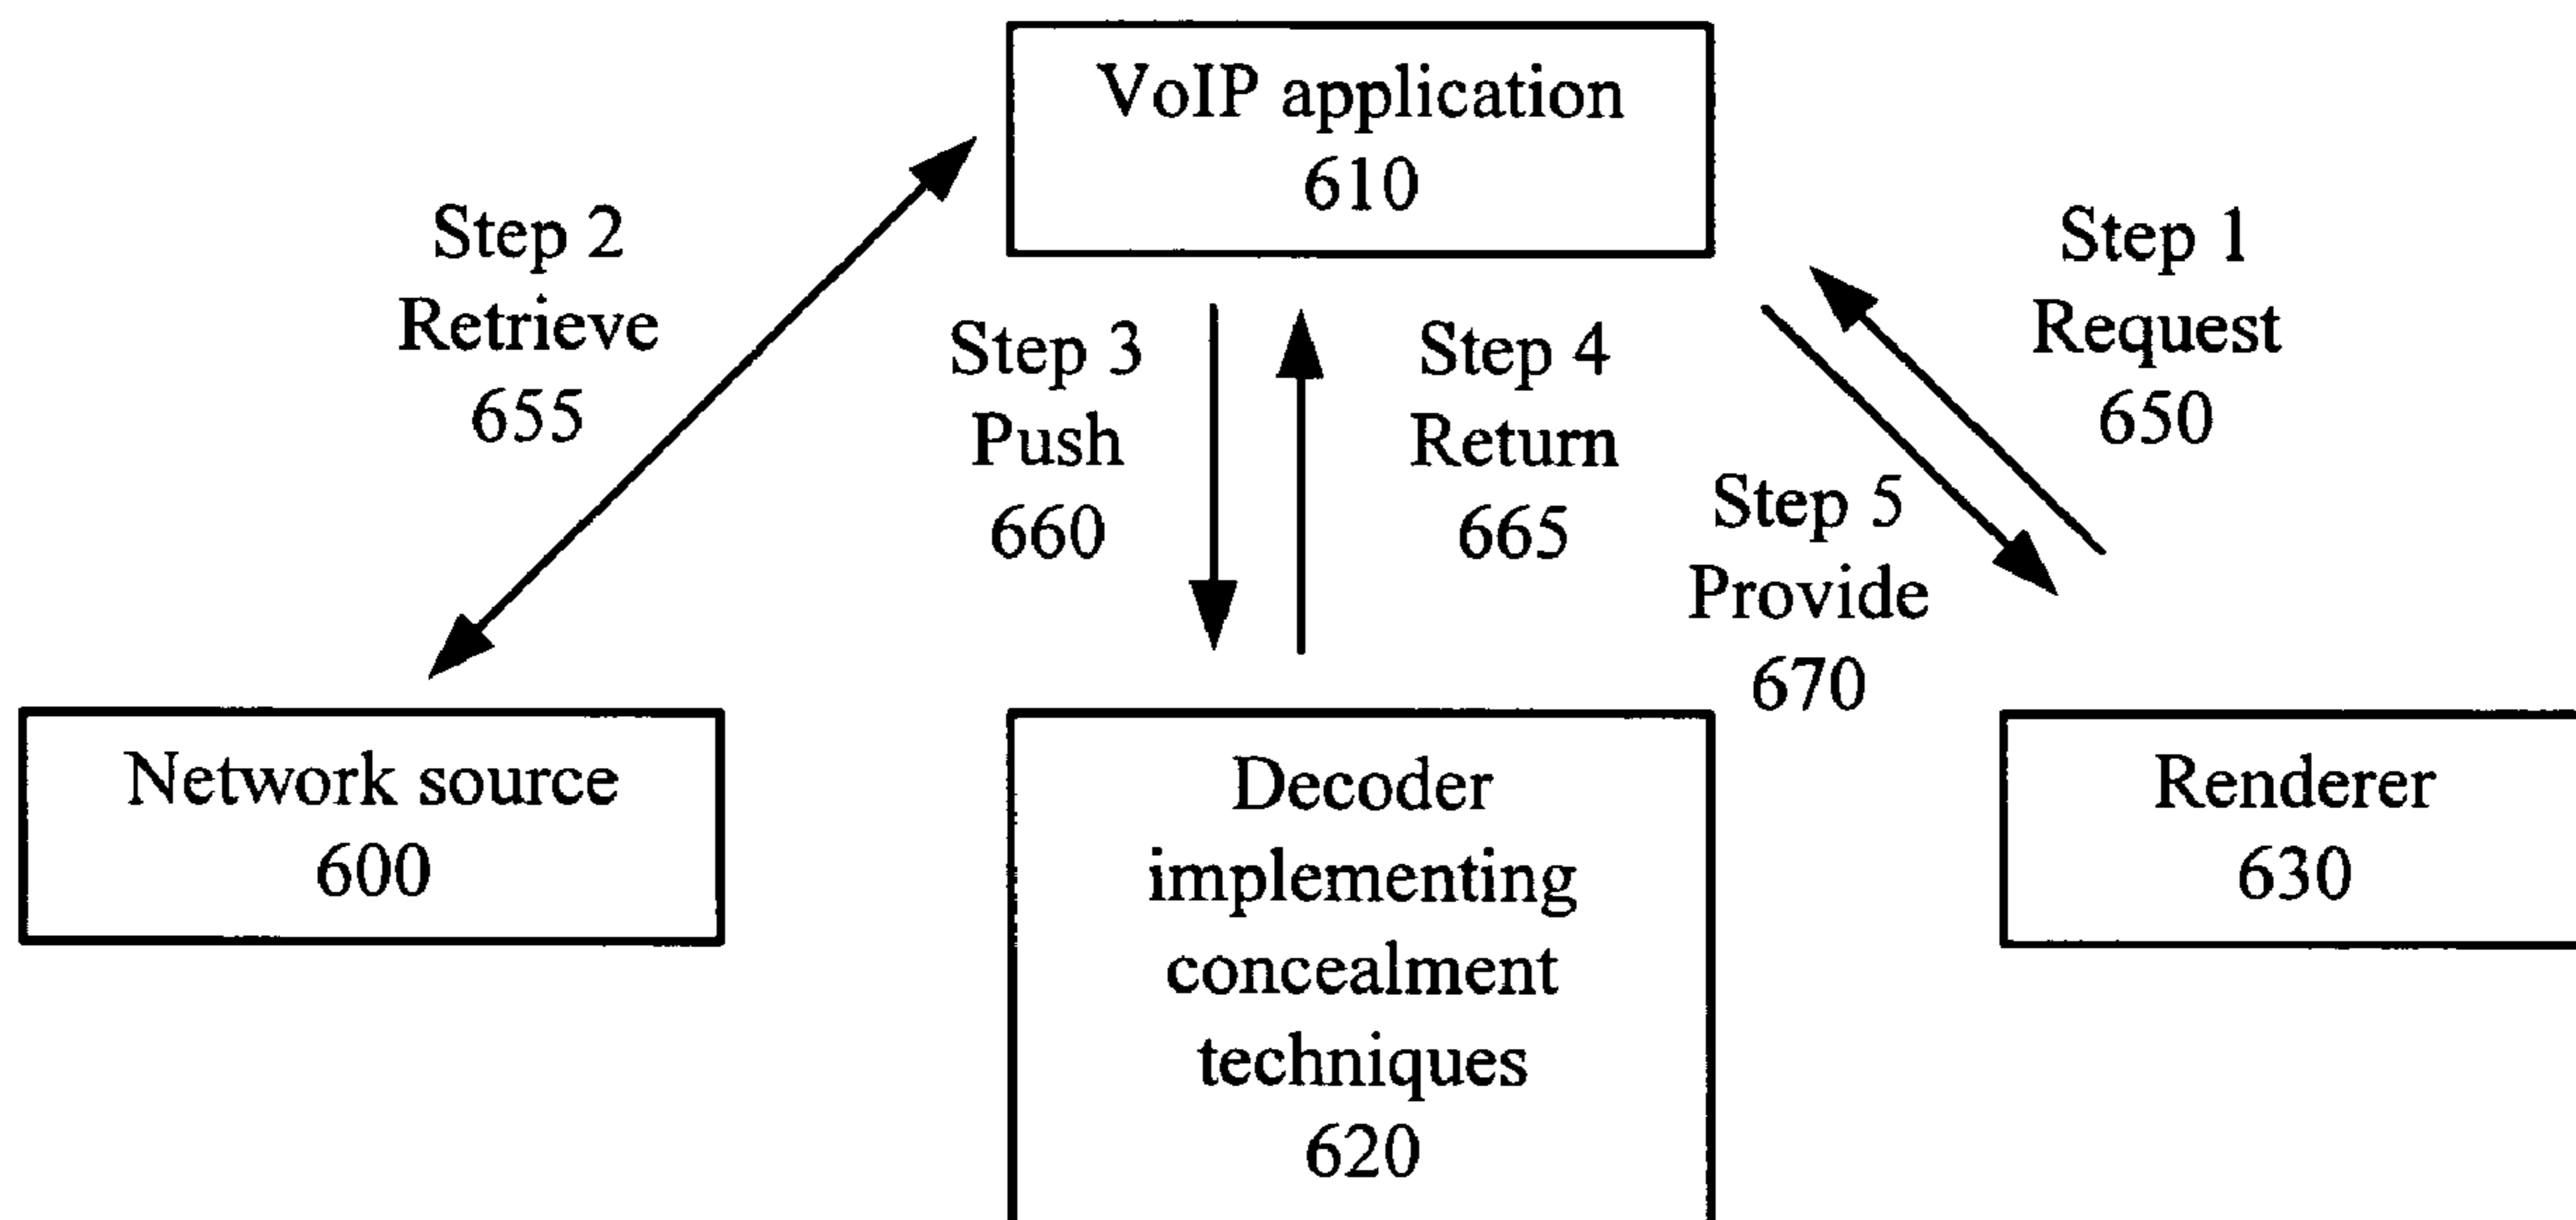 VoIP application
610
Step 2
Retrieve
655
Step 3
Push
660
Step 4
Return
665
Step 1
Request
650
Step 5
Provide
670
Network source
600
Decoder
implementing
concealment
techniques
620
Renderer
630